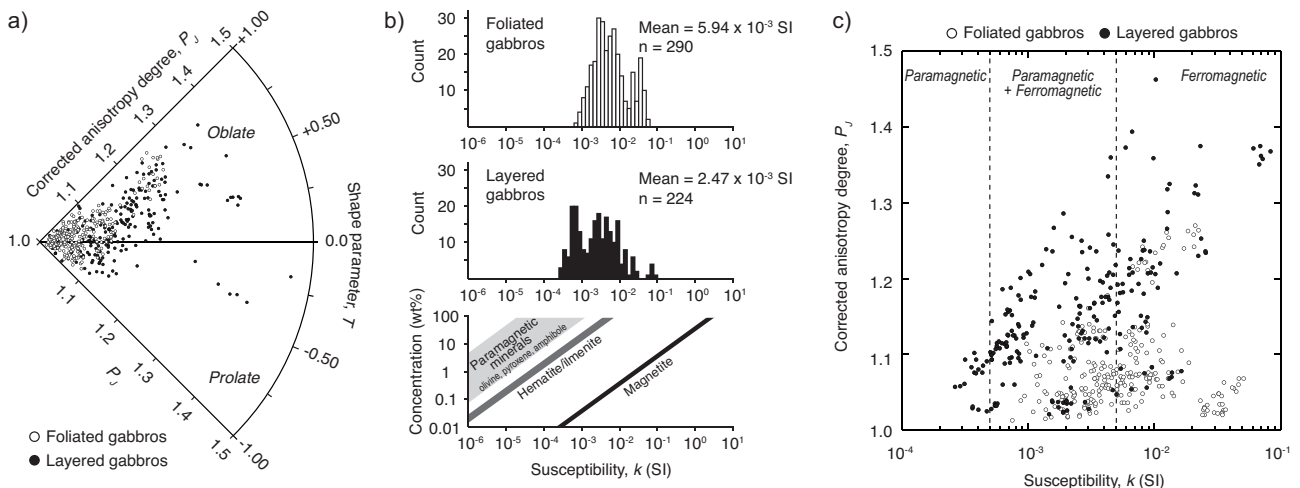 a)
Corrected anisotropy degree, PJ
1.0
1.1
1.2
1.3
1.4
1.5
+1.00
+0.50
0.0
-0.50
-1.00
Shape parameter, T
Oblate
Prolate
1.1
1.2
1.3
1.4
1.5
PJ
Foliated gabbros
Layered gabbros
b)
Foliated
gabbros
Mean = 5.94 x 10-3 SI
n = 290
Count
30
20
10
10-6 10-5 10-4 10-3 10-2 10-1 100 101
Layered
gabbros
Mean = 2.47 x 10-3 SI
n = 224
Count
30
20
10
10-6 10-5 10-4 10-3 10-2 10-1 100 101
Concentration (wt%)
100
10
1
0.1
0.01
Paramagnetic
minerals
olivine, pyroxene, amphibole
Hematite/ilmenite
Magnetite
10-6 10-5 10-4 10-3 10-2 10-1 100 101
Susceptibility, k (SI)
c)
Foliated gabbros Layered gabbros
Paramagnetic
Paramagnetic
+ Ferromagnetic
Ferromagnetic
Corrected anisotropy degree, PJ
1.5
1.4
1.3
1.2
1.1
1.0
10-4 10-3 10-2 10-1
Susceptibility, k (SI)